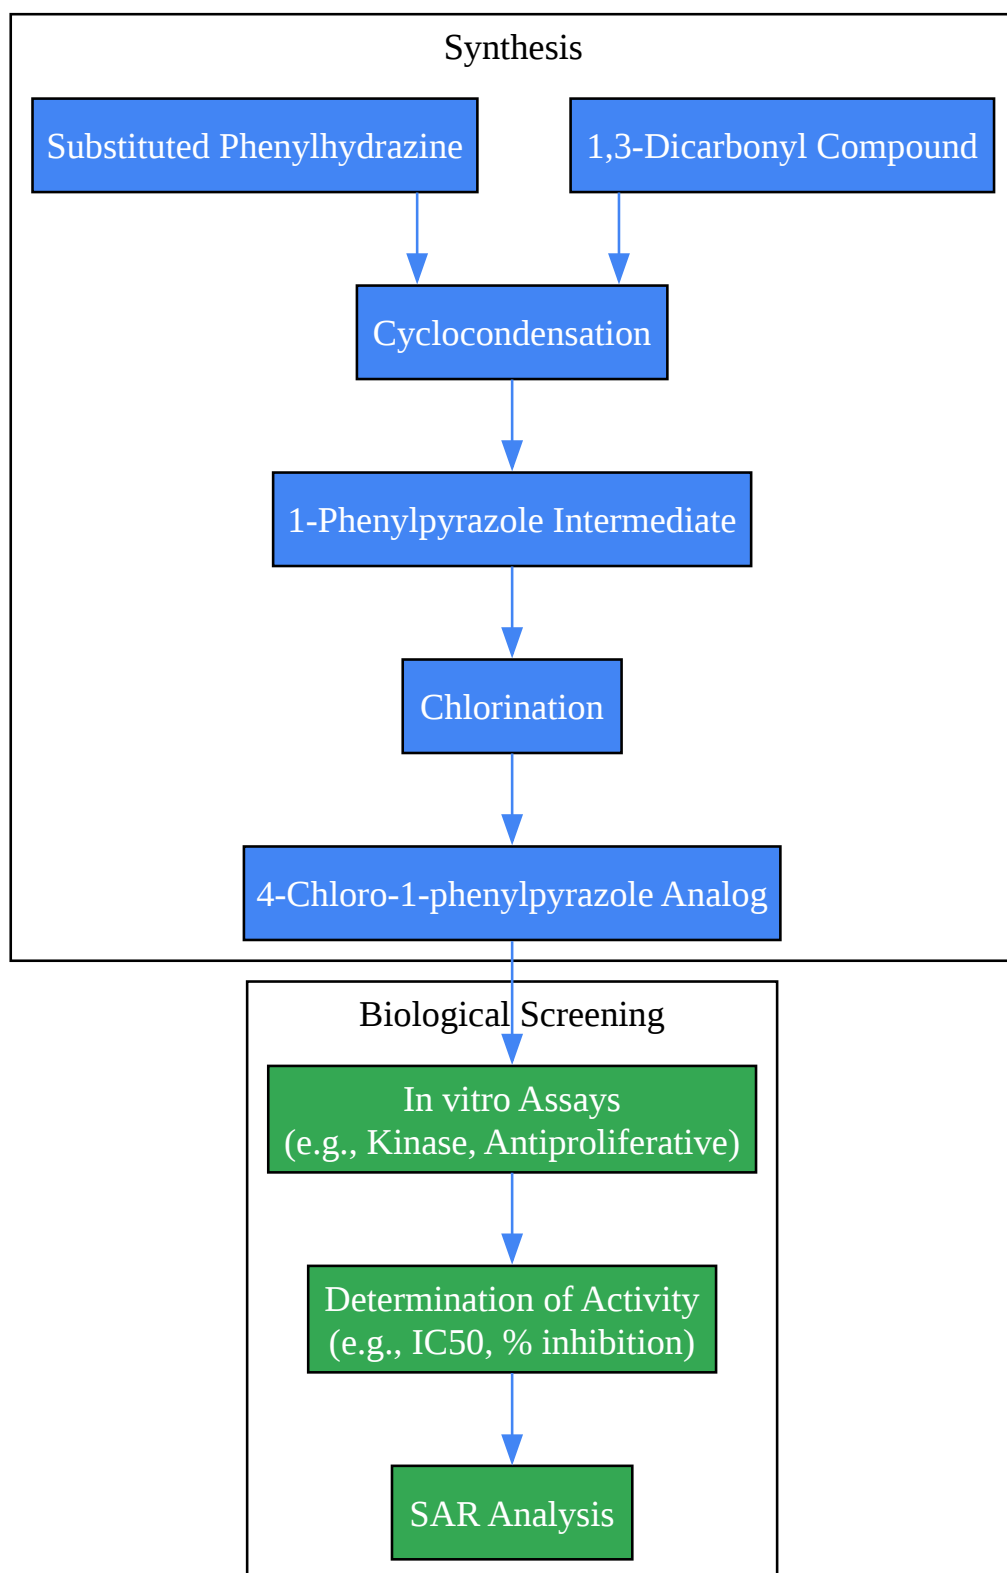 Synthesis
Substituted Phenylhydrazine
1,3-Dicarbonyl Compound
Cyclocondensation
1-Phenylpyrazole Intermediate
Chlorination
4-Chloro-1-phenylpyrazole Analog
Biological Screening
In vitro Assays
(e.g., Kinase, Antiproliferative)
Determination of Activity
(e.g., IC50, % inhibition)
SAR Analysis